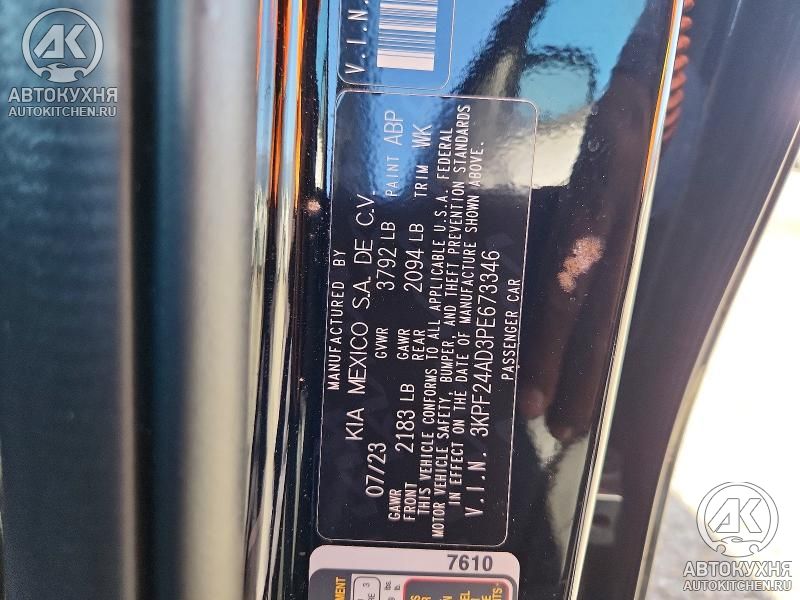 АВТОКУХНЯ
AUTOKITCHEN.RU
V.I.N.
MANUFACTURED BY
KIA MEXICO S.A. DE C.V.
07/23 GVWR 3792 LB PAINT ABP
GAWR FRONT 2183 LB GAWR REAR 2094 LB TRIM WK
THIS VEHICLE CONFORMS TO ALL APPLICABLE U.S.A. FEDERAL
MOTOR VEHICLE SAFETY, BUMPER, AND THEFT PREVENTION STANDARDS
IN EFFECT ON THE DATE OF MANUFACTURE SHOWN ABOVE.
V.I.N. 3KPF24AD3PE673346
PASSENGER CAR
7610
АВТОКУХНЯ
AUTOKITCHEN.RU